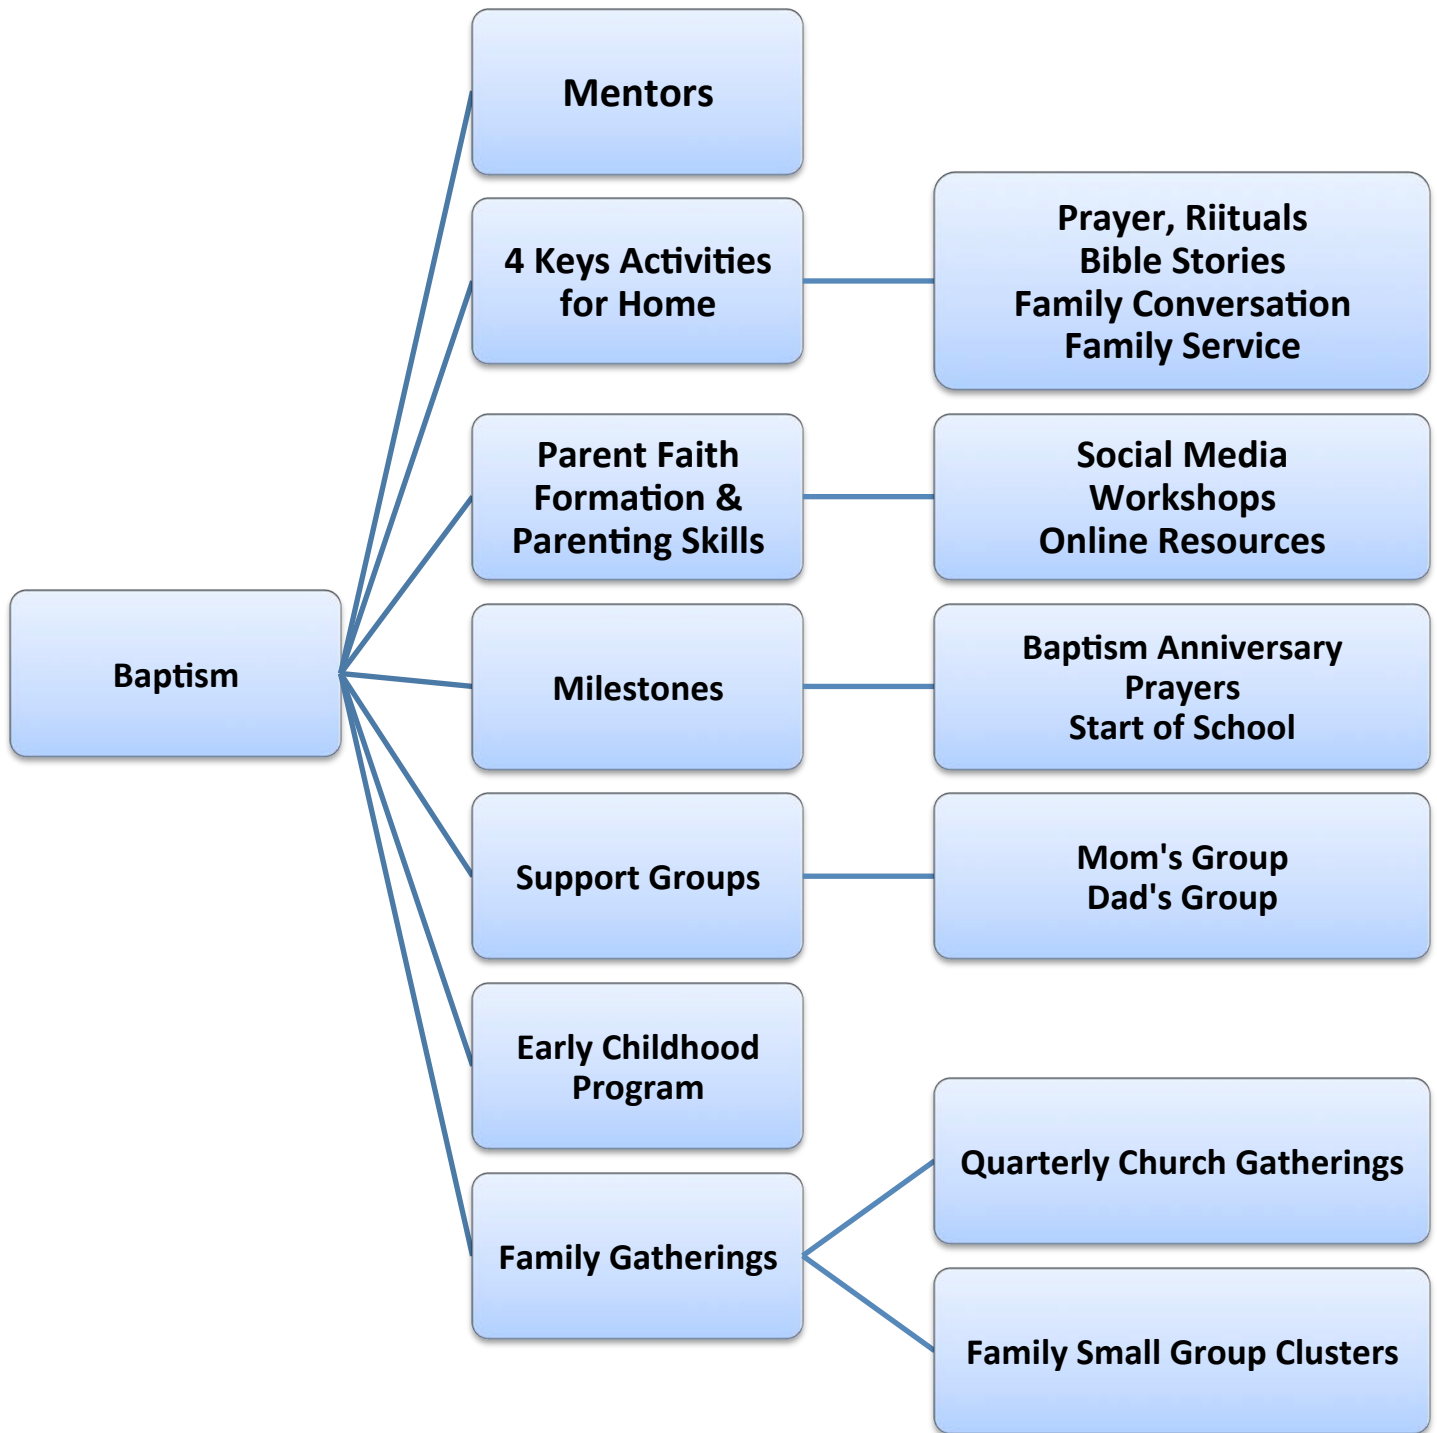 Mentors
4 Keys Activities
for Home
Prayer, Riituals
Bible Stories
Family Conversation
Family Service
Parent Faith
Formation &
Parenting Skills
Social Media
Workshops
Online Resources
Baptism
Milestones
Baptism Anniversary
Prayers
Start of School
Support Groups
Mom's Group
Dad's Group
Early Childhood
Program
Family Gatherings
Quarterly Church Gatherings
Family Small Group Clusters